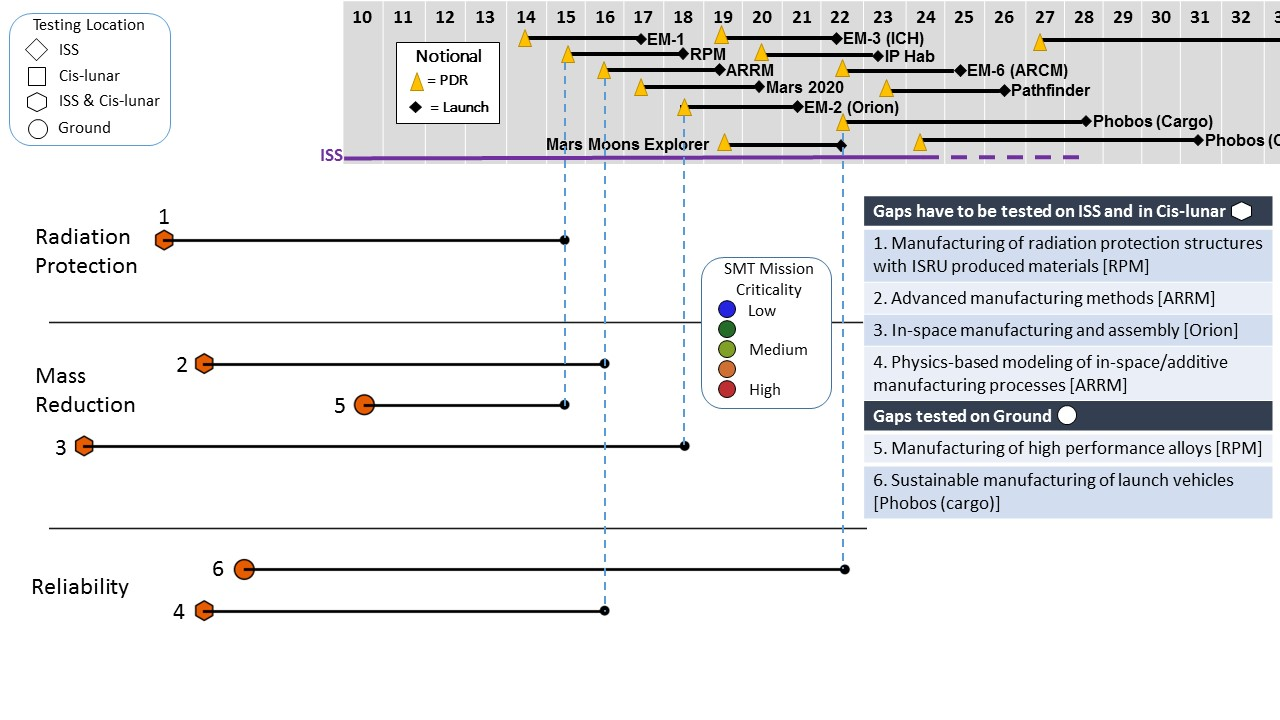 Testing Location
ISS
Cis-lunar
ISS & Cis-lunar
Ground
10 11 12 13 14 15 16 17 18 19 20 21 22 23 24 25 26 27 28 29 30 31 32 3
Notional
= PDR
= Launch
EM-1
EM-3 (ICH)
RPM
IP Hab
ARRM
EM-6 (ARCM)
Mars 2020
Pathfinder
EM-2 (Orion)
Phobos (Cargo)
Mars Moons Explorer
Phobos (C
ISS
1
Radiation
Protection
2
Mass
Reduction
5
3
6
Reliability
4
SMT Mission
Criticality
Low
Medium
High
Gaps have to be tested on ISS and in Cis-lunar
1. Manufacturing of radiation protection structures
with ISRU produced materials [RPM]
2. Advanced manufacturing methods [ARRM]
3. In-space manufacturing and assembly [Orion]
4. Physics-based modeling of in-space/additive
manufacturing processes [ARRM]
Gaps tested on Ground
5. Manufacturing of high performance alloys [RPM]
6. Sustainable manufacturing of launch vehicles
[Phobos (cargo)]